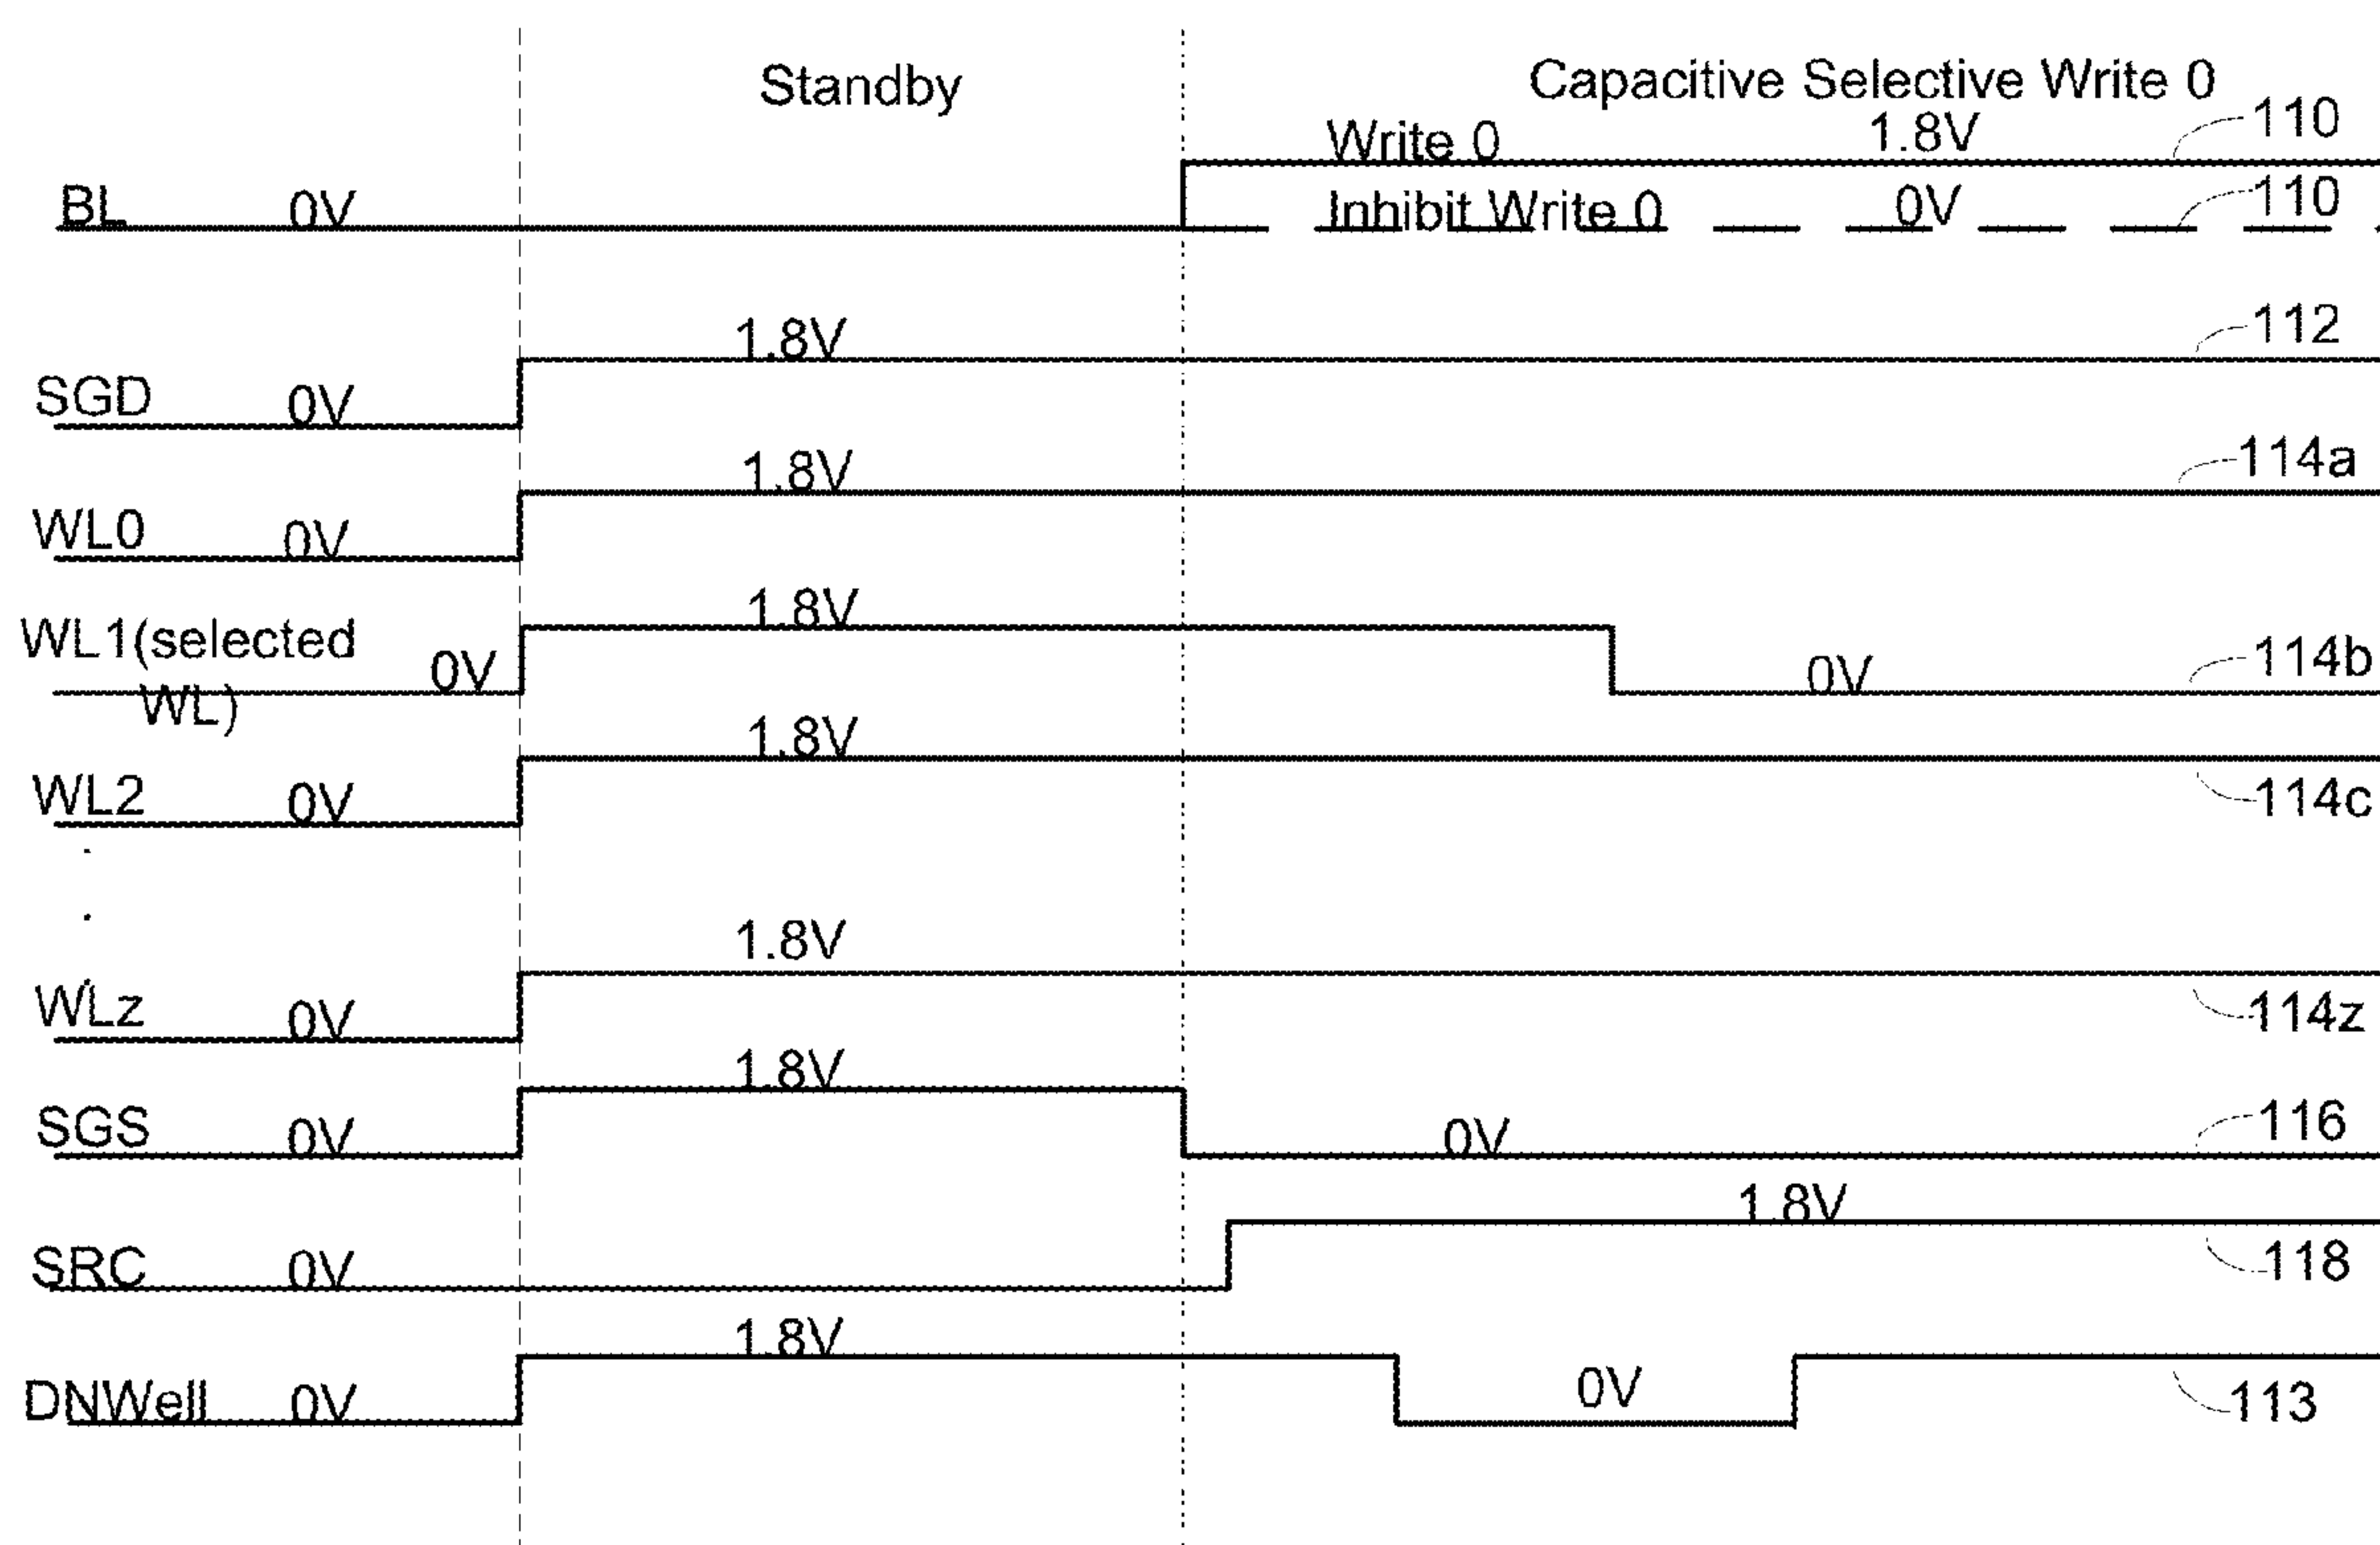 Standby
Capacitive Selective Write 0
Write 0 1.8V 110
BL 0V Inhibit Write 0 0V 110
1.8V 112
SGD 0V
1.8V 114a
WL0 0V
1.8V
WL1(selected 0V 0V 114b
WL)
1.8V
WL2 0V 114c
1.8V
WLz 0V 114z
1.8V
SGS 0V 0V 116
1.8V
SRC 0V 118
1.8V
DNWell 0V 0V 113